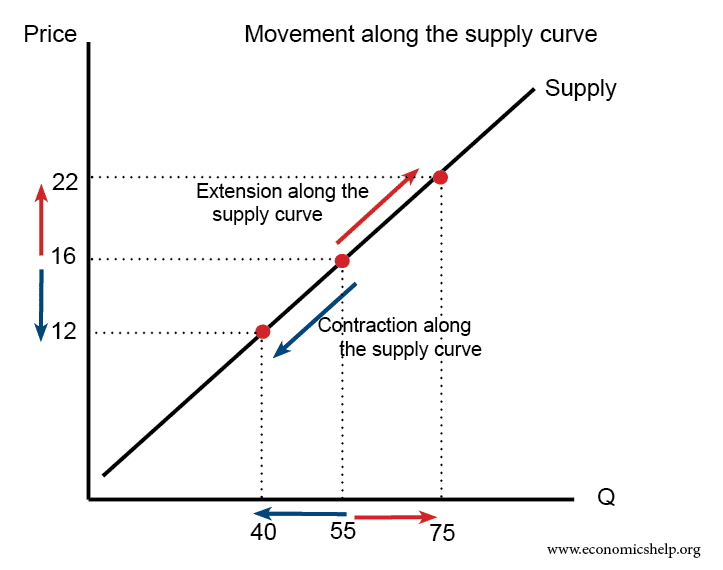 Price
Movement along the supply curve
Supply
22
Extension along the
supply curve
16
12
Contraction along
the supply curve
Q
40
55
75
www.economicshelp.org